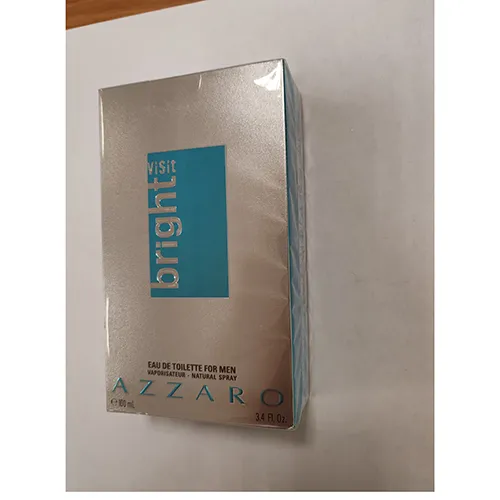 Visit
bright
EAU DE TOILETTE FOR MEN
VAPORISATEUR - NATURAL SPRAY
AZZARO
℮ 100 mL 3.4 Fl. Oz.